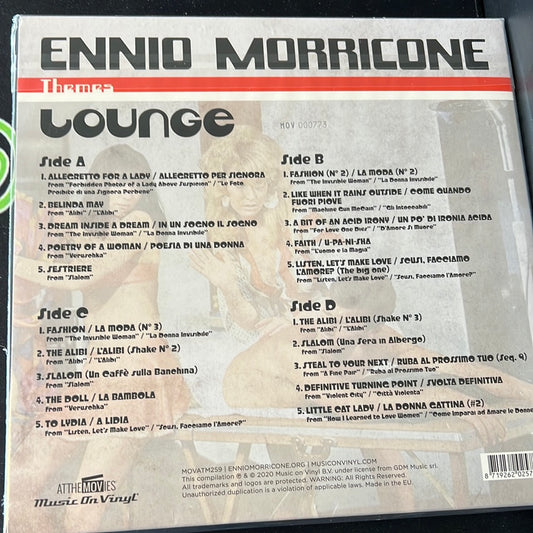 ENNIO MORRICONE
Themes
LOUNGE
MOV 000773
Side A
1. ALLEGRETTO FOR A LADY / ALLEGRETTO PER SIGNORA
from "Forbidden Photos of a Lady Above Suspicion" / "Le Foto
Proibite di una Signora Perbene"
2. BELINDA MAY
from "Alibi" / "L'Alibi"
3. DREAM INSIDE A DREAM / IN UN SOGNO IL SOGNO
from "The Invisible Woman" / "La Donna Invisibile"
4. POETRY OF A WOMAN / POESIA DI UNA DONNA
from "Veruschka"
5. SESTRIERE
from "Slalom"
Side B
1. FASHION (N° 2) / LA MODA (N° 2)
from "The Invisible Woman" / "La Donna Invisibile"
2. LIKE WHEN IT RAINS OUTSIDE / COME QUANDO
FUORI PIOVE
from "Machine Gun McCain" / "Gli Intoccabili"
3. A BIT OF AN ACID IRONY / UN PO' DI IRONIA ACIDA
from "For Love One Dies" / "D'Amore Si Muore"
4. FAITH / U-PA-NI-SHA
from "L'uomo e la Magia"
5. LISTEN, LET'S MAKE LOVE / SCUSI, FACCIAMO
L'AMORE? (The big one)
from "Listen, Let's Make Love" / "Scusi, Facciamo l'Amore?"
Side C
1. FASHION / LA MODA (N° 3)
from "The Invisible Woman" / "La Donna Invisibile"
2. THE ALIBI / L'ALIBI (Shake N° 2)
from "Alibi" / "L'Alibi"
3. SLALOM (Un Caffè sulla Banchina)
from "Slalom"
4. THE DOLL / LA BAMBOLA
from "Veruschka"
5. TO LYDIA / A LIDIA
from "Listen, Let's Make Love" / "Scusi, Facciamo l'Amore?"
Side D
1. THE ALIBI / L'ALIBI (Shake N° 3)
from "Alibi" / "L'Alibi"
2. SLALOM (Una Sera in Albergo)
from "Slalom"
3. STEAL TO YOUR NEXT / RUBA AL PROSSIMO TUO (Seq. 4)
from "A Fine Pair" / "Ruba al Prossimo Tuo"
4. DEFINITIVE TURNING POINT / SVOLTA DEFINITIVA
from "Violent City" / "Città Violenta"
5. LITTLE CAT LADY / LA DONNA GATTINA (#2)
from "How I Learned to Love Women" / "Come Imparai ad Amare le Donne
MOVATM259 | ENNIOMORRICONE.ORG | MUSICONVINYL.COM
This compilation ℗ & © 2020 Music on Vinyl B.V. under license from GDM Music srl.
All trademarks and logos are protected. WARNING: All Rights Reserved.
Unauthorized duplication is a violation of applicable laws. Made in the EU.
AT THE MOVIES
Music On Vinyl
8 719262 0257